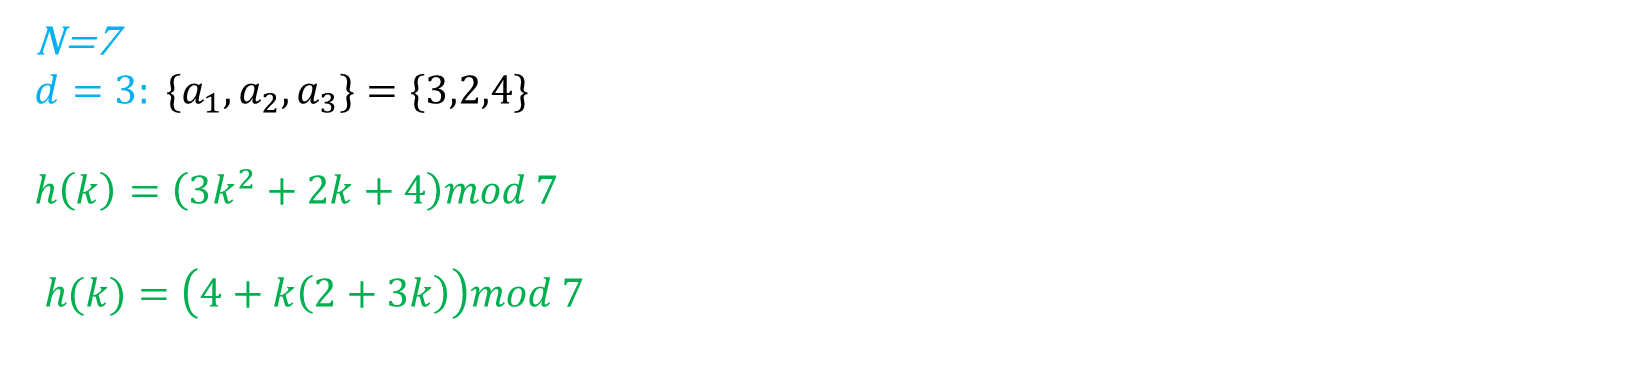 N=7
d = 3: {a₁, a₂, a₃} = {3,2,4}
h(k) = (3k² + 2k + 4)mod 7
h(k) = (4 + k(2 + 3k))mod 7